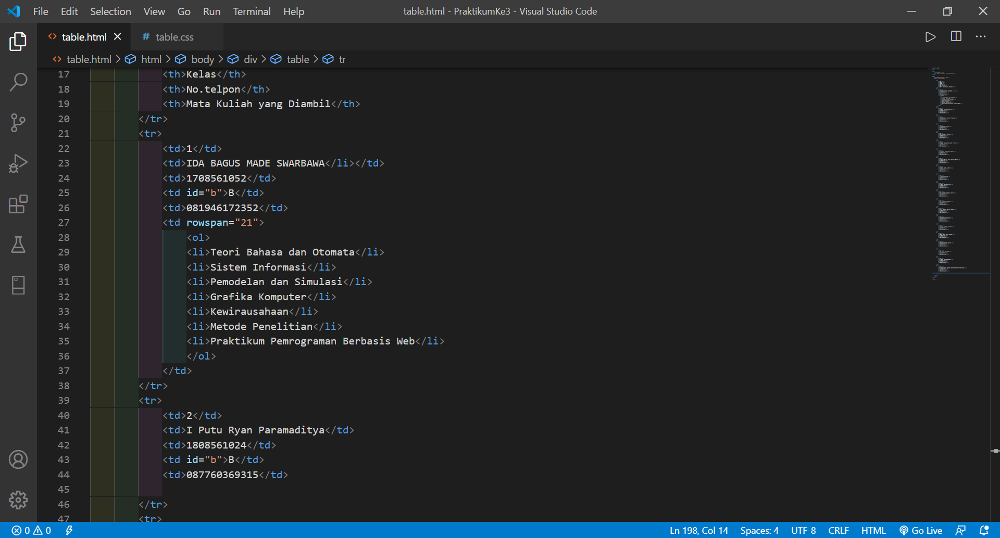 File Edit Selection View Go Run Terminal Help table.html - PraktikumKe3 - Visual Studio Code
table.html # table.css
table.html > html > body > div > table > tr
17 <th>Kelas</th>
18 <th>No.telpon</th>
19 <th>Mata Kuliah yang Diambil</th>
20 </tr>
21 <tr>
22 <td>1</td>
23 <td>IDA BAGUS MADE SWARBAWA</li></td>
24 <td>1708561052</td>
25 <td id="b">B</td>
26 <td>081946172352</td>
27 <td rowspan="21">
28 <ol>
29 <li>Teori Bahasa dan Otomata</li>
30 <li>Sistem Informasi</li>
31 <li>Pemodelan dan Simulasi</li>
32 <li>Grafika Komputer</li>
33 <li>Kewirausahaan</li>
34 <li>Metode Penelitian</li>
35 <li>Praktikum Pemrograman Berbasis Web</li>
36 </ol>
37 </td>
38 </tr>
39 <tr>
40 <td>2</td>
41 <td>I Putu Ryan Paramaditya</td>
42 <td>1808561024</td>
43 <td id="b">B</td>
44 <td>087760369315</td>
45
46 </tr>
47 <tr>
0 0 Ln 198, Col 14 Spaces: 4 UTF-8 CRLF HTML Go Live